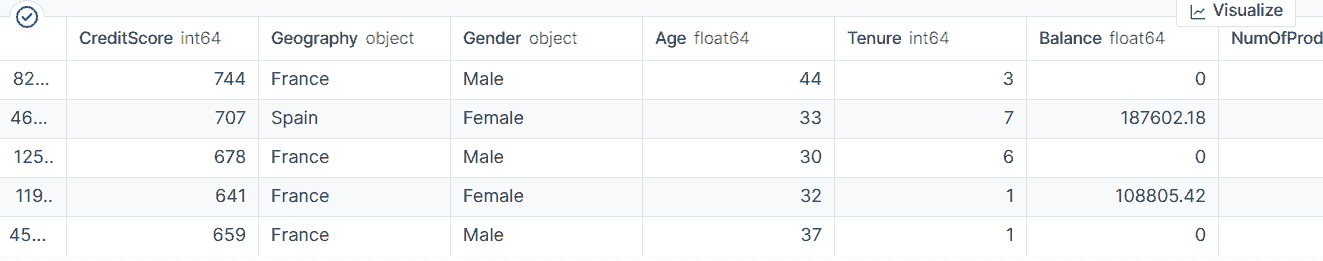 Visualize
CreditScore int64 Geography object Gender object Age float64 Tenure int64 Balance float64 NumOfProd
82... 744 France Male 44 3 0
46... 707 Spain Female 33 7 187602.18
125.. 678 France Male 30 6 0
119.. 641 France Female 32 1 108805.42
45... 659 France Male 37 1 0